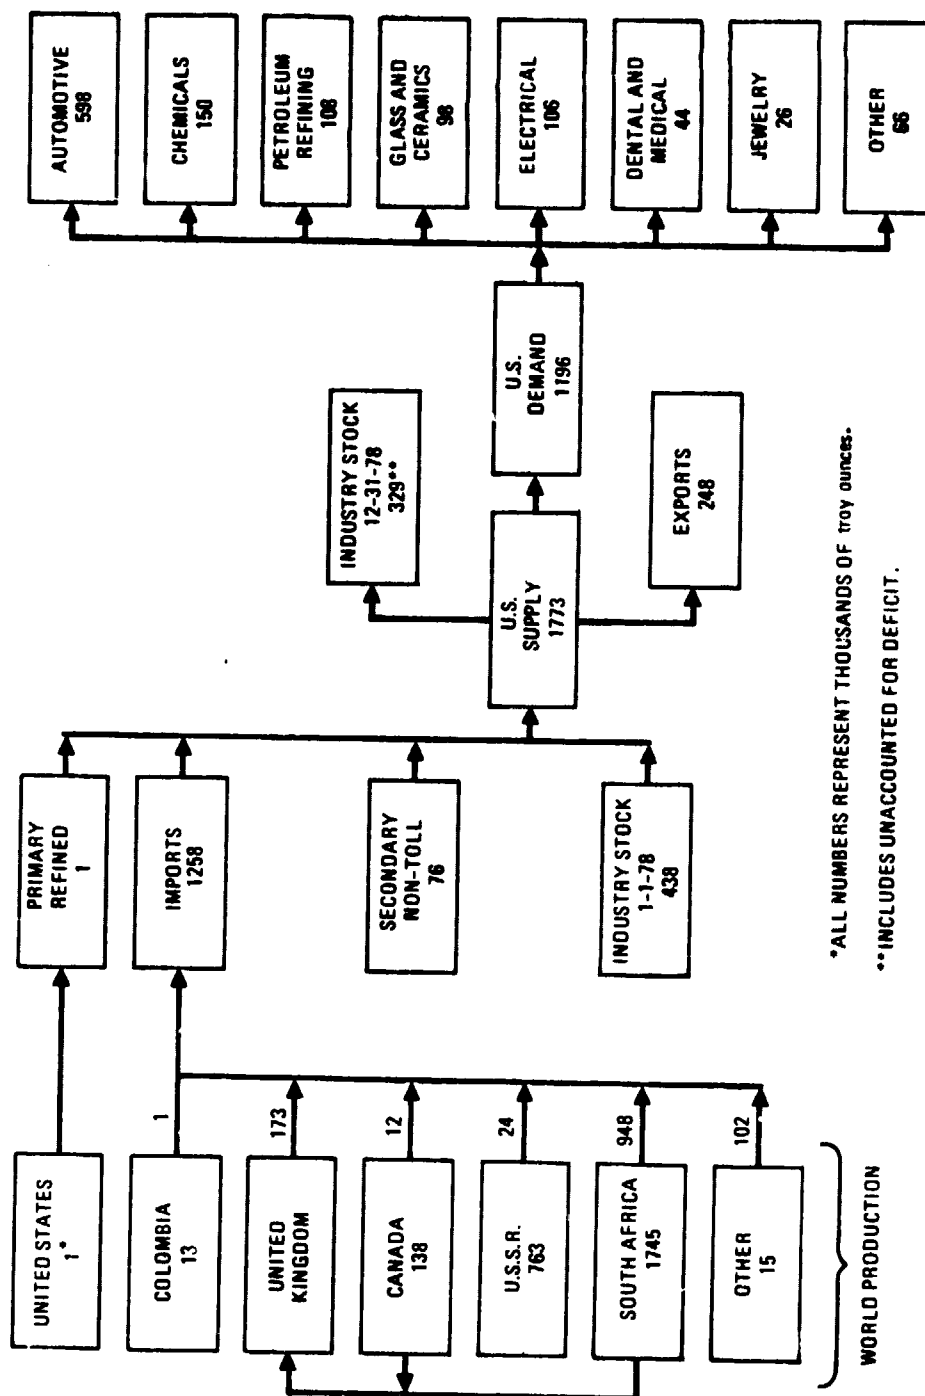 UNITED STATES
1*
COLOMBIA
13
UNITED
KINGDOM
CANADA
138
U.S.S.R.
763
SOUTH AFRICA
1745
OTHER
15
WORLD PRODUCTION
1
173
12
24
948
102
PRIMARY
REFINED
1
IMPORTS
1258
SECONDARY
NON-TOLL
76
INDUSTRY STOCK
1-1-78
438
U.S.
SUPPLY
1773
INDUSTRY STOCK
12-31-78
329**
EXPORTS
248
U.S.
DEMAND
1196
AUTOMOTIVE
598
CHEMICALS
150
PETROLEUM
REFINING
108
GLASS AND
CERAMICS
98
ELECTRICAL
106
DENTAL AND
MEDICAL
44
JEWELRY
26
OTHER
66
*ALL NUMBERS REPRESENT THOUSANDS OF troy ounces.
**INCLUDES UNACCOUNTED FOR DEFICIT.